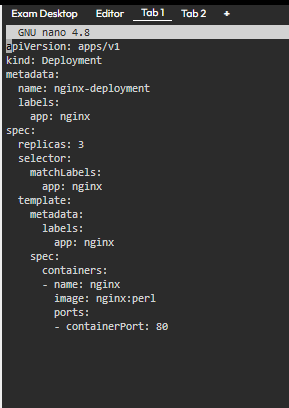 Exam Desktop Editor Tab 1 Tab 2 +
GNU nano 4.8
apiVersion: apps/v1
kind: Deployment
metadata:
  name: nginx-deployment
  labels:
    app: nginx
spec:
  replicas: 3
  selector:
    matchLabels:
      app: nginx
  template:
    metadata:
      labels:
        app: nginx
    spec:
      containers:
      - name: nginx
        image: nginx:perl
        ports:
        - containerPort: 80